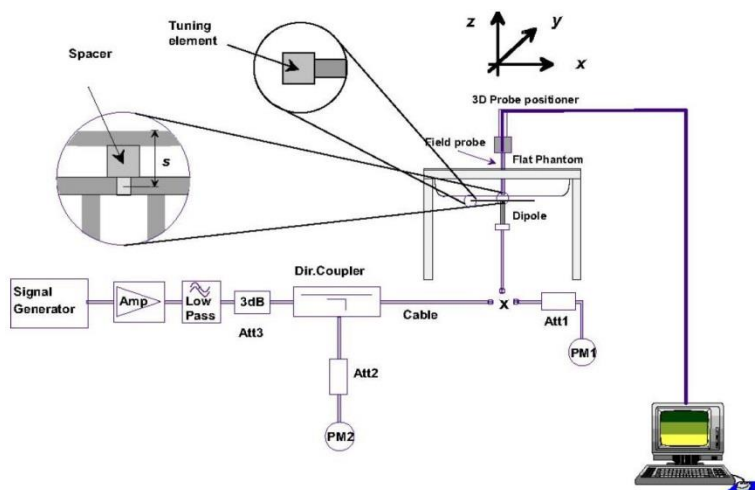 Tuning
element
Spacer
s
z
y
x
3D Probe positioner
Field probe
Flat Phantom
Dipole
Dir.Coupler
Signal
Generator
Amp
Low
Pass
3dB
Att3
Cable
x
Att1
PM1
Att2
PM2